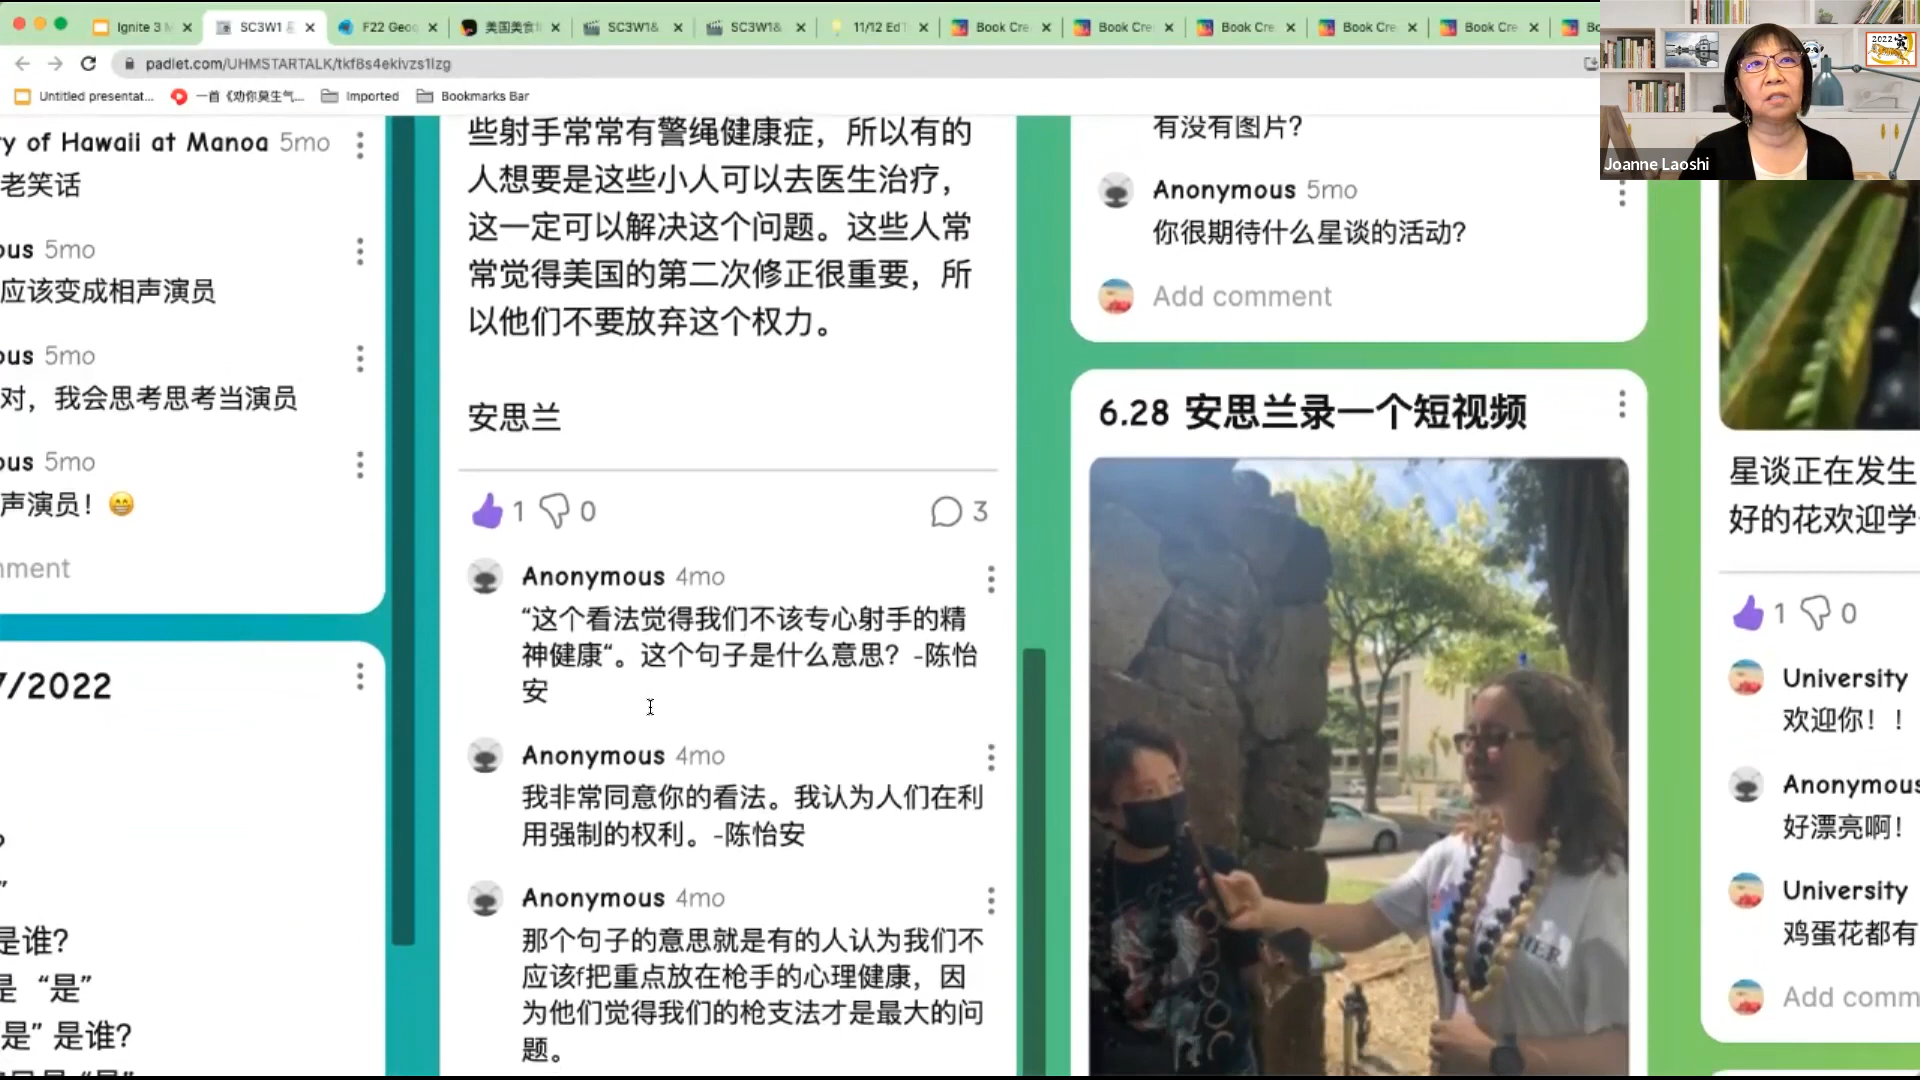 Ignite 3 M
SC3W1 &
F22 Geog
美国美食
SC3W1&
SC3W1&
11/12 Ed T
Book Cre
Book Cre
Book Cre
Book Cre
Book Cre
padlet.com/UHMSTARTALK/tkf8s4ekivzs1lzg
Untitled presentat...
一首《劝你莫生气...
Imported
Bookmarks Bar
2022
Joanne Laoshi
y of Hawaii at Manoa 5mo
老笑话
ous 5mo
应该变成相声演员
ous 5mo
对，我会思考思考当演员
ous 5mo
声演员！😁
mment
7/2022
?
”
是谁?
是 “是”
是” 是谁?
些射手常常有警绳健康症，所以有的
人想要是这些小人可以去医生治疗，
这一定可以解决这个问题。这些人常
常觉得美国的第二次修正很重要，所
以他们不要放弃这个权力。
安思兰
1 0 3
Anonymous 4mo
“这个看法觉得我们不该专心射手的精
神健康“。这个句子是什么意思？-陈怡
安
Anonymous 4mo
我非常同意你的看法。我认为人们在利
用强制的权利。-陈怡安
Anonymous 4mo
那个句子的意思就是有的人认为我们不
应该f把重点放在枪手的心理健康，因
为他们觉得我们的枪支法才是最大的问
题。
有没有图片?
Anonymous 5mo
你很期待什么星谈的活动?
Add comment
6.28 安思兰录一个短视频
星谈正在发生
好的花欢迎学
1 0
University
欢迎你！！
Anonymous
好漂亮啊!
University
鸡蛋花都有
Add comm